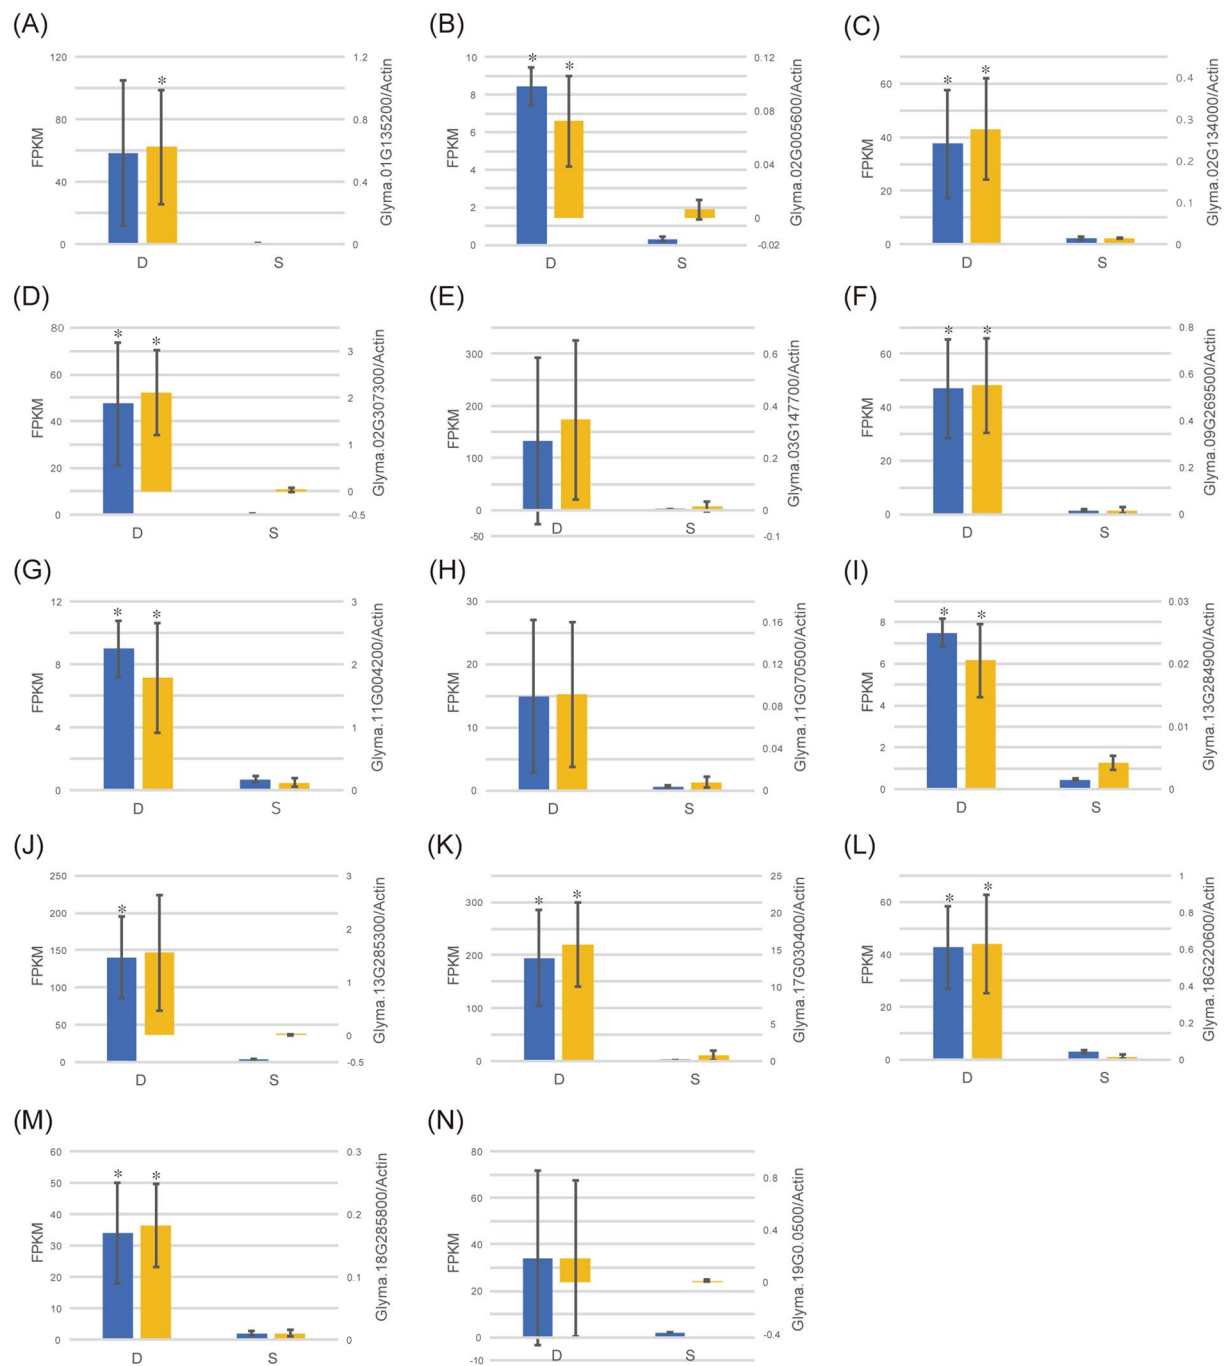 (A)
120
80
60
40
0
FPKM
1.2
0.8
0.4
0
Glyma.01G135200/Actin
*
D S
(B)
10
8
6
4
2
0
FPKM
0.12
0.08
0.04
0
-0.02
Glyma.02G005600/Actin
* *
D S
(C)
60
40
20
0
FPKM
0.4
0.3
0.2
0.1
0
Glyma.02G134000/Actin
* *
D S
(D)
80
60
40
20
0
FPKM
3
2
1
0
-0.5
Glyma.02G307300/Actin
* *
D S
(E)
300
200
100
0
-50
FPKM
0.6
0.4
0.2
0
-0.1
Glyma.03G147700/Actin
D S
(F)
60
40
20
0
FPKM
0.8
0.6
0.4
0.2
0
Glyma.09G269500/Actin
* *
D S
(G)
12
8
4
0
FPKM
3
2
1
0
Glyma.11G004200/Actin
* *
D S
(H)
30
20
10
0
FPKM
0.16
0.12
0.08
0.04
0
Glyma.11G070500/Actin
D S
(I)
8
6
4
2
0
FPKM
0.03
0.02
0.01
0
Glyma.13G284900/Actin
* *
D S
(J)
250
200
150
100
50
0
FPKM
3
2
1
0
-0.5
Glyma.13G285300/Actin
*
D S
(K)
300
200
100
0
FPKM
25
20
15
10
5
0
Glyma.17G030400/Actin
* *
D S
(L)
60
40
20
0
FPKM
1
0.8
0.6
0.4
0.2
0
Glyma.18G220600/Actin
* *
D S
(M)
60
50
40
30
20
10
0
FPKM
0.3
0.2
0.1
0
Glyma.18G285800/Actin
* *
D S
(N)
80
60
40
20
0
-10
FPKM
0.8
0.4
0
-0.4
Glyma.19G0.0500/Actin
D S